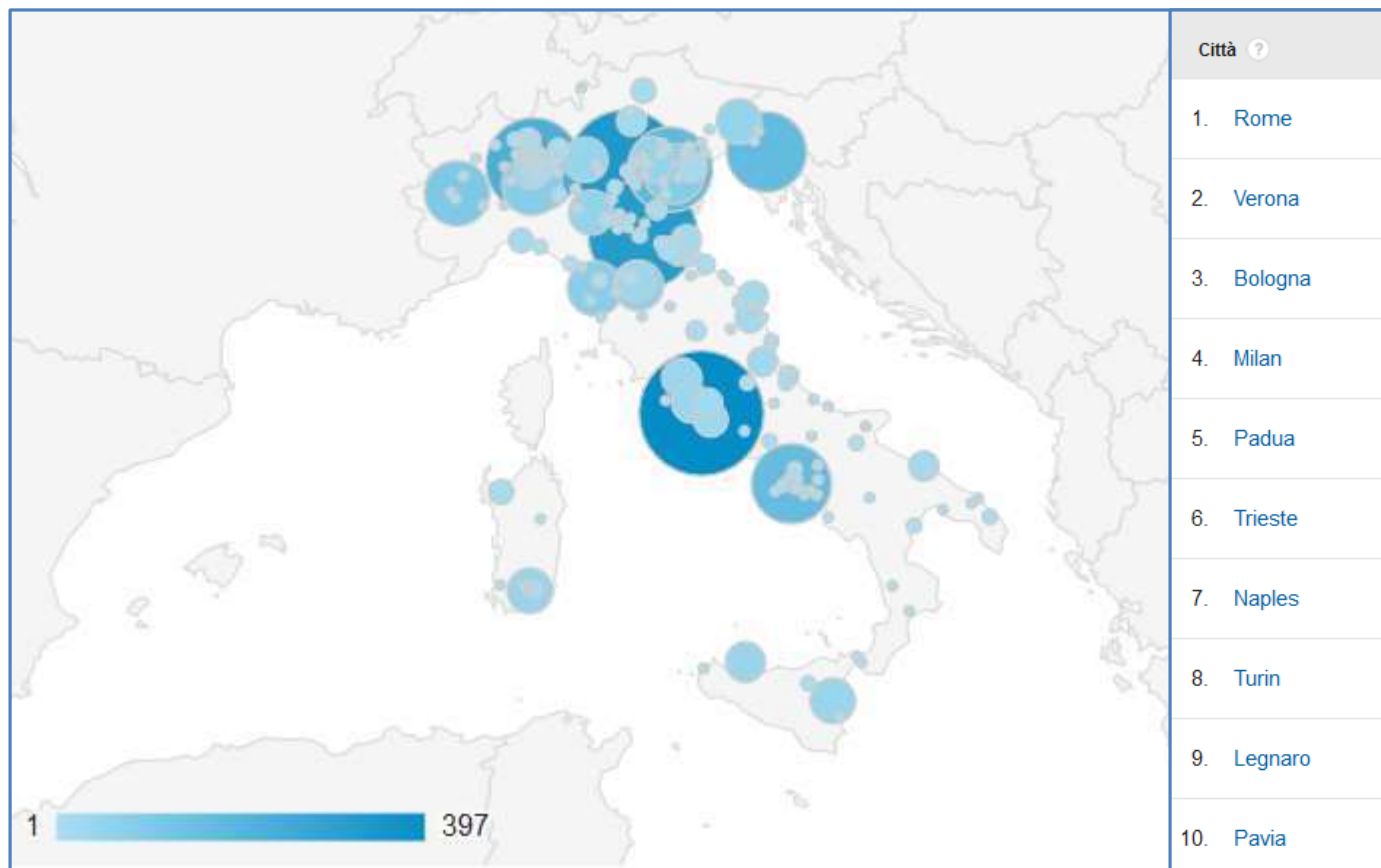 Città ?
1. Rome
2. Verona
3. Bologna
4. Milan
5. Padua
6. Trieste
7. Naples
8. Turin
9. Legnaro
10. Pavia
1 397